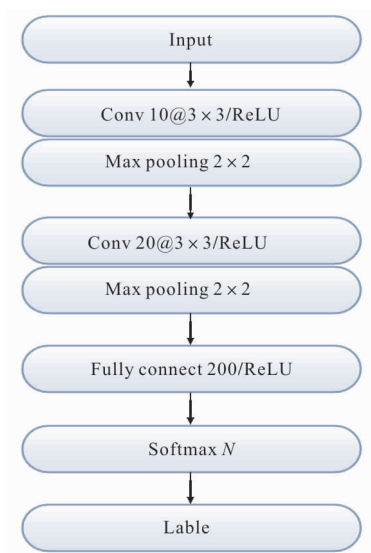 Input
Conv 10@3 × 3/ReLU
Max pooling 2 × 2
Conv 20@3 × 3/ReLU
Max pooling 2 × 2
Fully connect 200/ReLU
Softmax N
Lable